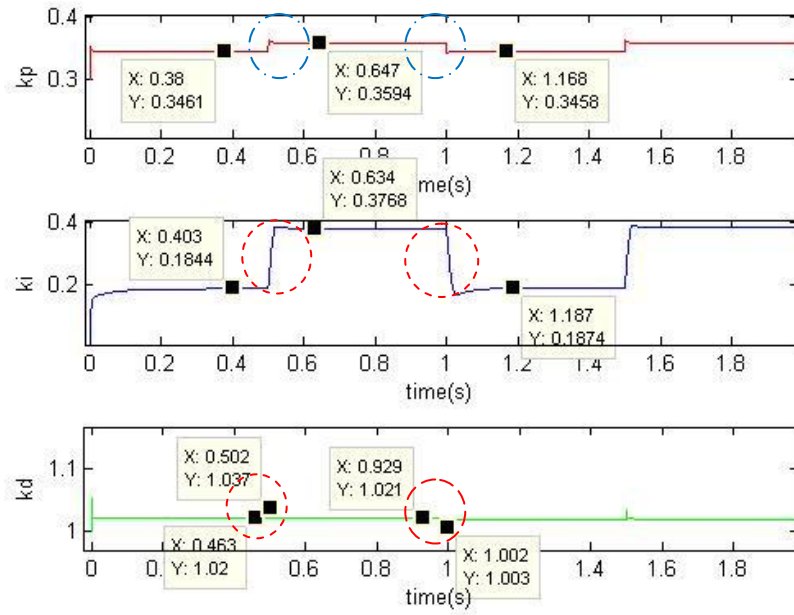 0.4
kp
0.3
X: 0.38
Y: 0.3461
X: 0.647
Y: 0.3594
X: 1.168
Y: 0.3458
0 0.2 0.4 0.6 0.8 1 1.2 1.4 1.6 1.8
me(s)
X: 0.634
Y: 0.3768
0.4
ki
0.2
X: 0.403
Y: 0.1844
X: 1.187
Y: 0.1874
0 0.2 0.4 0.6 0.8 1 1.2 1.4 1.6 1.8
time(s)
kd
1.1
1
X: 0.502
Y: 1.037
X: 0.929
Y: 1.021
X: 0.463
Y: 1.02
X: 1.002
Y: 1.003
0 0. 0.4 0.6 0.8 1 1.2 1.4 1.6 1.8
time(s)